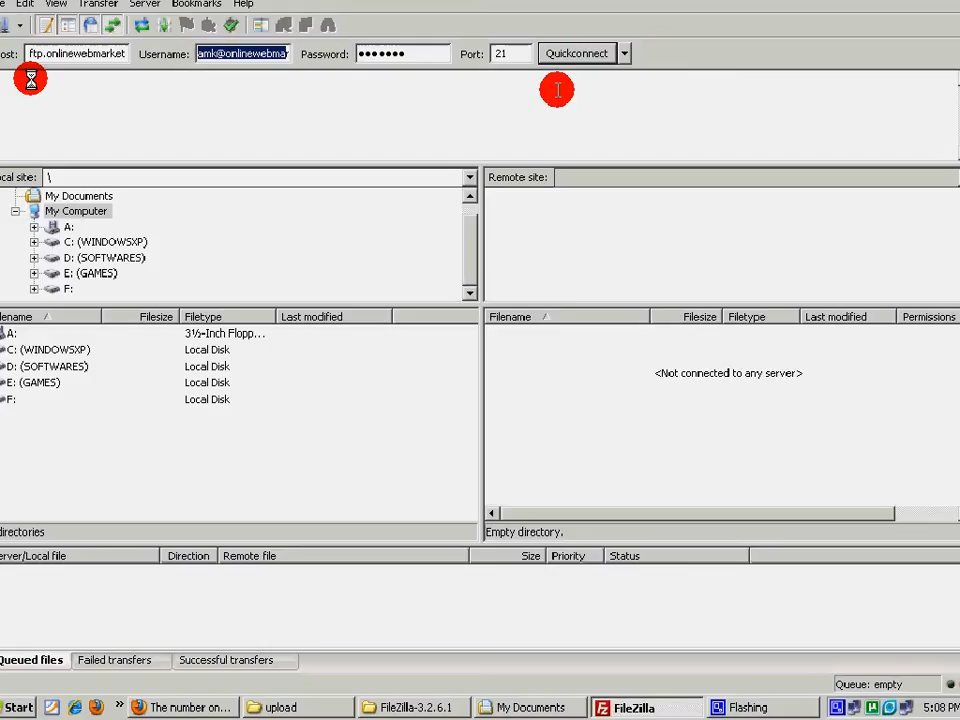 Edit View Transfer Server Bookmarks Help
ost: ftp.onlinewebmarket Username: amk@onlinewebma Password: ••••••• Port: 21 Quickconnect
ocal site: \ Remote site:
My Documents
My Computer
A:
C: (WINDOWSXP)
D: (SOFTWARES)
E: (GAMES)
F:
lename Filesize Filetype Last modified Filename Filesize Filetype Last modified Permissions
A: 3½-Inch Flopp...
C: (WINDOWSXP) Local Disk
D: (SOFTWARES) Local Disk
E: (GAMES) Local Disk
F: Local Disk
<Not connected to any server>
directories Empty directory.
erver/Local file Direction Remote file Size Priority Status
Queued files Failed transfers Successful transfers
Queue: empty
Start » The number on... upload FileZilla-3.2.6.1 My Documents FileZilla Flashing 5:08 PM